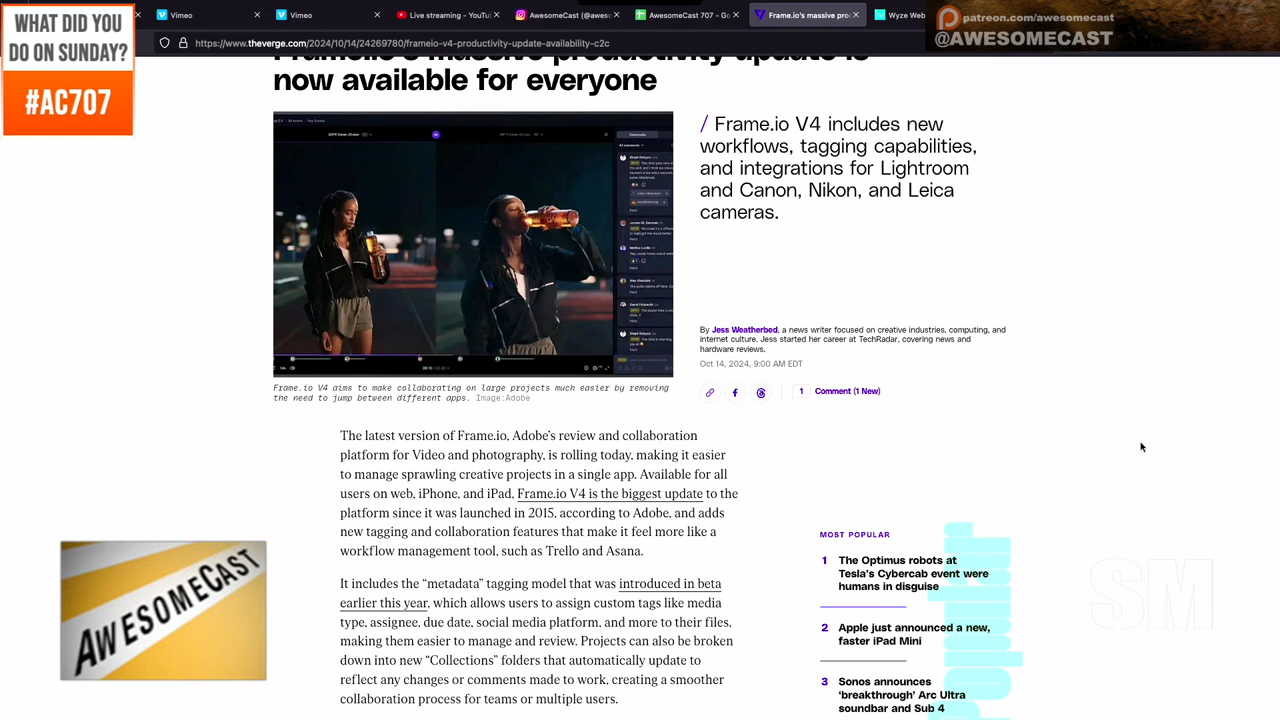 WHAT DID YOU
DO ON SUNDAY?
#AC707
Vimeo
Vimeo
Live streaming - YouTu
AwesomeCast (@awes
AwesomeCast 707 - Go
Frame.io's massive pro
Wyze Web
patreon.com/awesomecast
@AWESOMECAST
https://www.theverge.com/2024/10/14/24269780/frameio-v4-productivity-update-availability-c2c
Frame.io's massive productivity update is
now available for everyone
/ Frame.io V4 includes new
workflows, tagging capabilities,
and integrations for Lightroom
and Canon, Nikon, and Leica
cameras.
By Jess Weatherbed, a news writer focused on creative industries, computing, and
internet culture. Jess started her career at TechRadar, covering news and
hardware reviews.
Oct 14, 2024, 9:00 AM EDT
1 Comment (1 New)
Frame.io V4 aims to make collaborating on large projects much easier by removing
the need to jump between different apps. Image:Adobe
The latest version of Frame.io, Adobe's review and collaboration
platform for Video and photography, is rolling today, making it easier
to manage sprawling creative projects in a single app. Available for all
users on web, iPhone, and iPad, Frame.io V4 is the biggest update to the
platform since it was launched in 2015, according to Adobe, and adds
new tagging and collaboration features that make it feel more like a
workflow management tool, such as Trello and Asana.
It includes the “metadata” tagging model that was introduced in beta
earlier this year, which allows users to assign custom tags like media
type, assignee, due date, social media platform, and more to their files,
making them easier to manage and review. Projects can also be broken
down into new “Collections” folders that automatically update to
reflect any changes or comments made to work, creating a smoother
collaboration process for teams or multiple users.
MOST POPULAR
1 The Optimus robots at
Tesla's Cybercab event were
humans in disguise
2 Apple just announced a new,
faster iPad Mini
3 Sonos announces
‘breakthrough’ Arc Ultra
soundbar and Sub 4
AWESOMECAST
SM